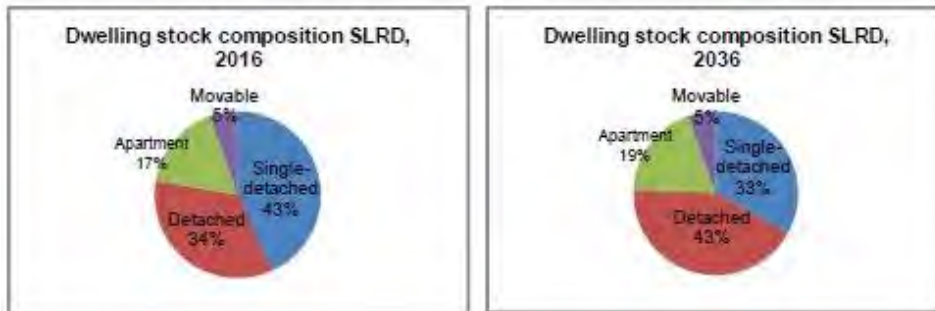 Dwelling stock composition SLRD,
2016
Movable
5%
Apartment
17%
Single-
detached
43%
Detached
34%
Dwelling stock composition SLRD,
2036
Movable
5%
Apartment
19%
Single-
detached
33%
Detached
43%